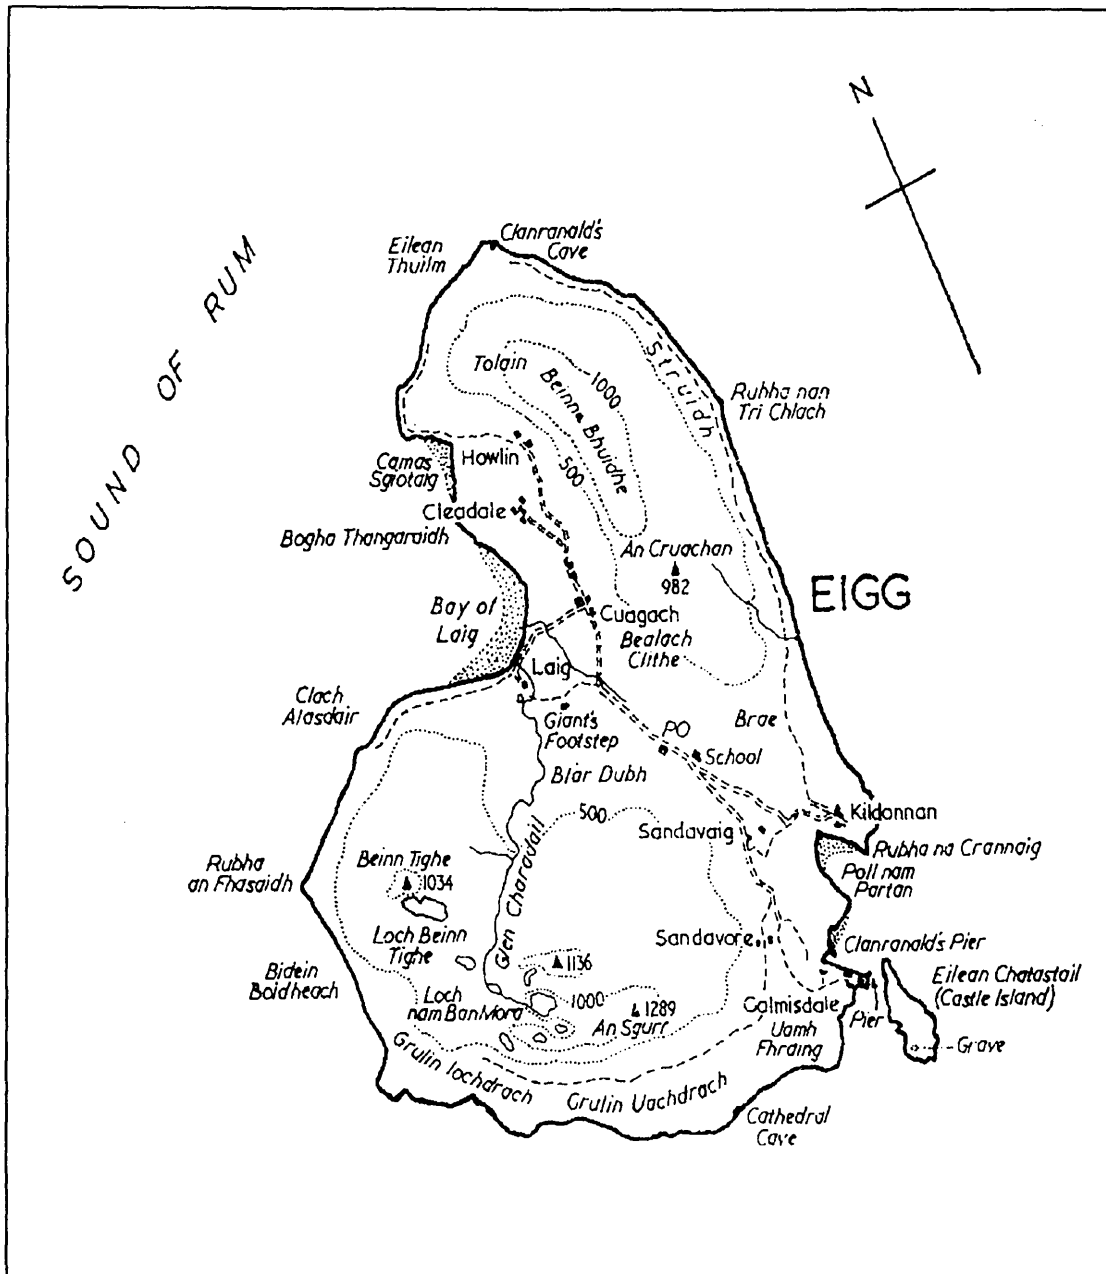 N
SOUND OF RUM
Eilean
Thuilm
Clanranald's
Cave
Struidh
Tolain
Beinn Bhuidhe
1000
500
Rubha nan
Tri Chlach
Camas
Sgiotaig
Howlin
Cleadale
Bogha Thangaraidh
An Cruachan
982
EIGG
Bay of
Laig
Cuagach
Bealach
Clithe
Laig
Clach
Alasdair
Giant's
Footstep
PO
Brae
School
Blar Dubh
500
Kildonnan
Sandavaig
Rubha na Crannaig
Poll nam
Partan
Rubha
an Fhasaidh
Beinn Tighe
1034
Glen Charadail
Loch Beinn
Tighe
Sandavore
Clanranald's Pier
Eilean Chatastail
(Castle Island)
Bidein
Boidheach
1136
Loch
nam Ban Mora
1000
1289
An Sgurr
Galmisdale
Pier
Uamh
Fhraing
Grave
Grulin Iochdrach
Grulin Uachdrach
Cathedral
Cave